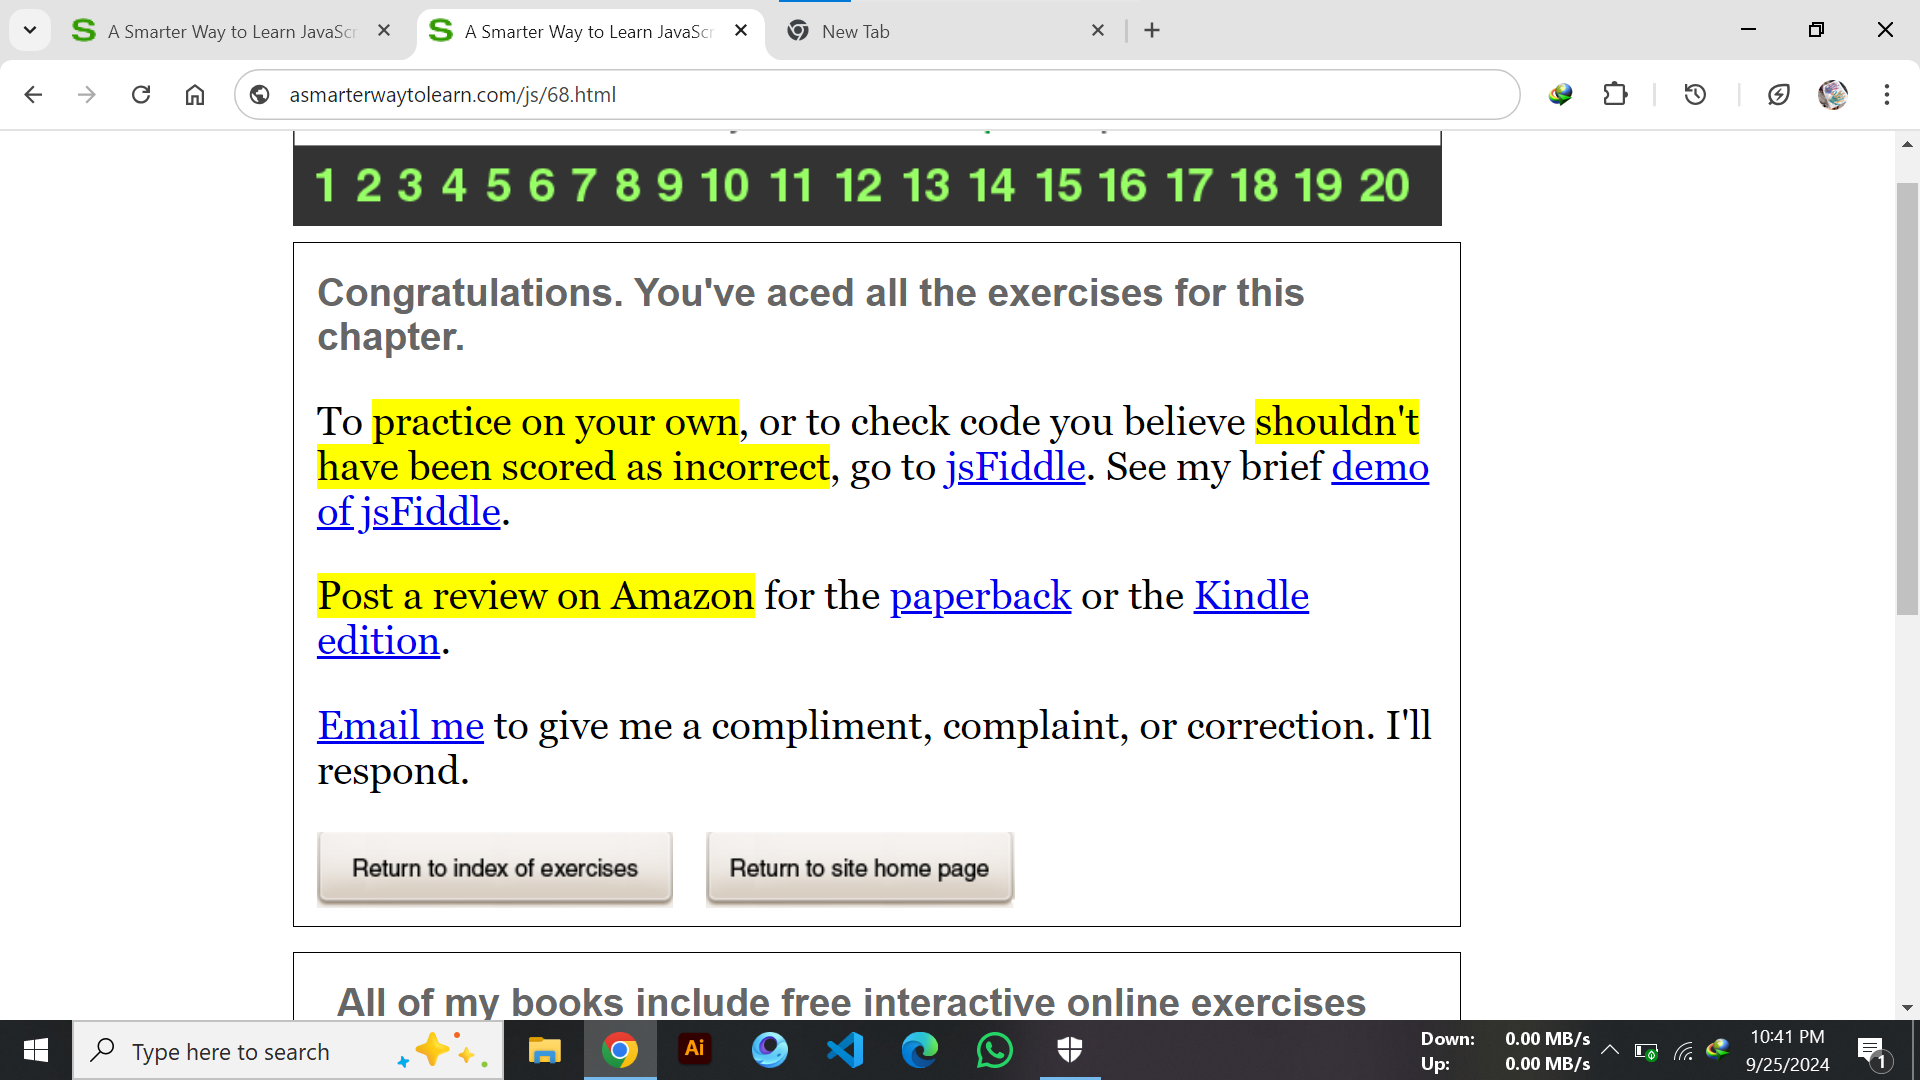 A Smarter Way to Learn JavaScr
A Smarter Way to Learn JavaScr
New Tab
asmarterwaytolearn.com/js/68.html
1 2 3 4 5 6 7 8 9 10 11 12 13 14 15 16 17 18 19 20
Congratulations. You've aced all the exercises for this
chapter.
To practice on your own, or to check code you believe shouldn't
have been scored as incorrect, go to jsFiddle. See my brief demo
of jsFiddle.
Post a review on Amazon for the paperback or the Kindle
edition.
Email me to give me a compliment, complaint, or correction. I'll
respond.
Return to index of exercises
Return to site home page
All of my books include free interactive online exercises
Type here to search
Ai
Down: 0.00 MB/s
Up: 0.00 MB/s
10:41 PM
9/25/2024
1